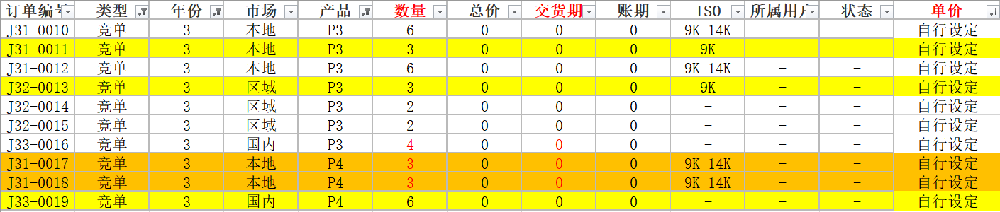 订单编号 类型 年份 市场 产品 数量 总价 交货期 账期 ISO 所属用户 状态 单价
J31-0010 竞单 3 本地 P3 6 0 0 0 9K 14K - - 自行设定
J31-0011 竞单 3 本地 P3 3 0 0 0 9K - - 自行设定
J31-0012 竞单 3 本地 P3 6 0 0 0 9K 14K - - 自行设定
J32-0013 竞单 3 区域 P3 3 0 0 0 9K - - 自行设定
J32-0014 竞单 3 区域 P3 2 0 0 0 - - - 自行设定
J32-0015 竞单 3 区域 P3 2 0 0 0 - - - 自行设定
J33-0016 竞单 3 国内 P3 4 0 0 0 - - - 自行设定
J31-0017 竞单 3 本地 P4 3 0 0 0 9K 14K - - 自行设定
J31-0018 竞单 3 本地 P4 3 0 0 0 9K 14K - - 自行设定
J33-0019 竞单 3 国内 P4 6 0 0 0 - - - 自行设定